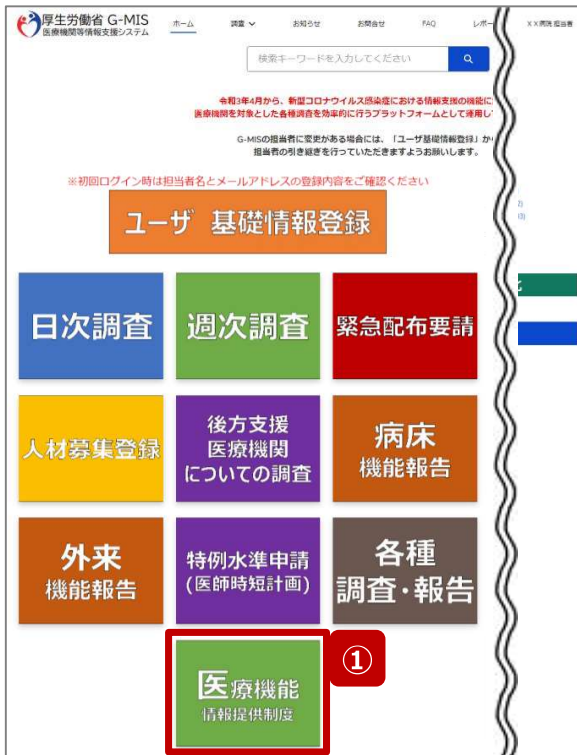 厚生労働省 G-MIS
医療機関等情報支援システム
ホーム 調査 お知らせ お問合せ FAQ レポー XX病院 担当者
検索キーワードを入力してください
令和3年4月から、新型コロナウイルス感染症における情報支援の機能に
医療機関を対象とした各種調査を効率的に行うプラットフォームとして運用し
G-MISの担当者に変更がある場合には、「ユーザ基礎情報登録」か
担当者の引き継ぎを行っていただきますようお願いします。
※初回ログイン時は担当者名とメールアドレスの登録内容をご確認ください
ユーザ 基礎情報登録
日次調査 週次調査 緊急配布要請
人材募集登録
後方支援
医療機関
についての調査
病床
機能報告
外来
機能報告
特例水準申請
(医師時短計画)
各種
調査・報告
①
医療機能
情報提供制度